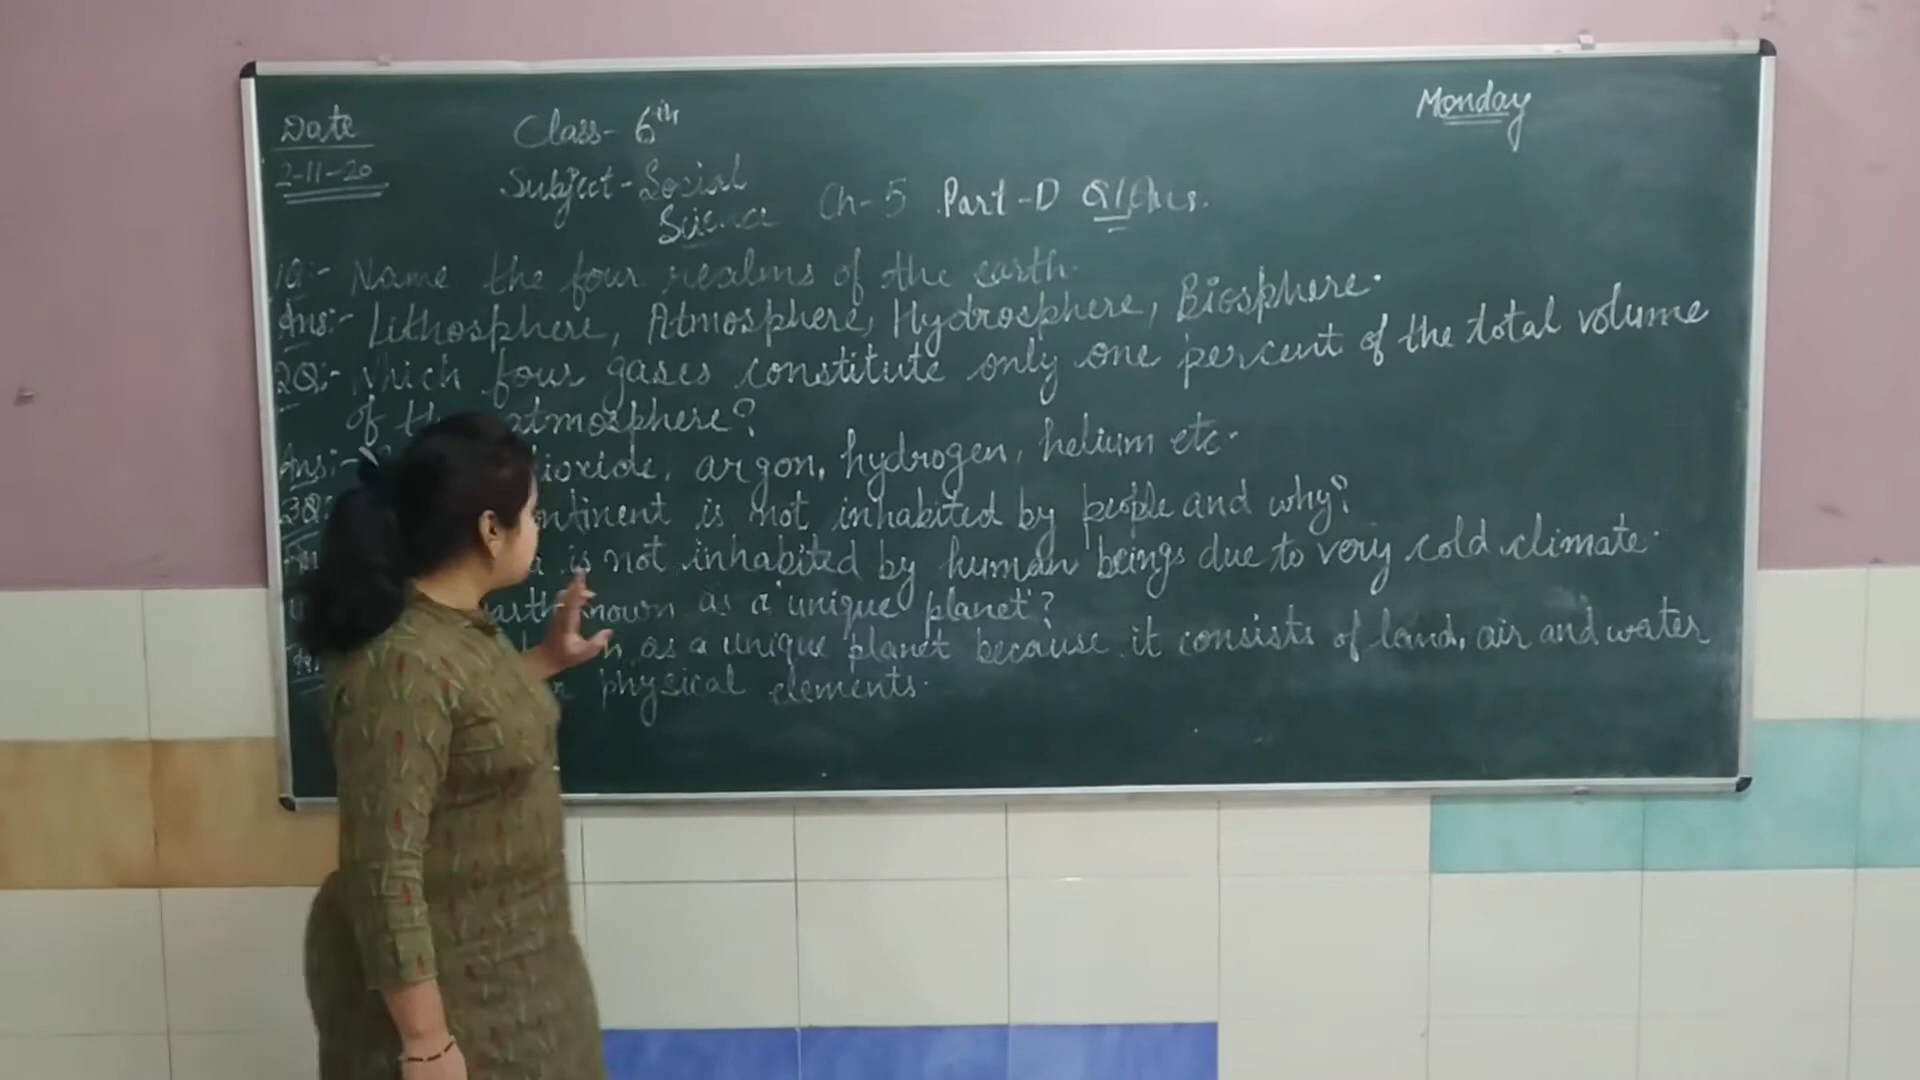 Date
2-11-20
Class- 6th
Monday
Subject- Social
Science
Ch-5 Part-D Q/Ans.
1Q:- Name the four realms of the earth.
Ans:- Lithosphere, Atmosphere, Hydrosphere, Biosphere.
2Q:- Which four gases constitute only one percent of the total volume
of the atmosphere?
Ans:- dioxide, argon, hydrogen, helium etc.
3Q: is not inhabited by people and why?
is not inhabited by human beings due to very cold climate.
as a 'unique planet'?
as a unique planet because it consists of land, air and water
physical elements.